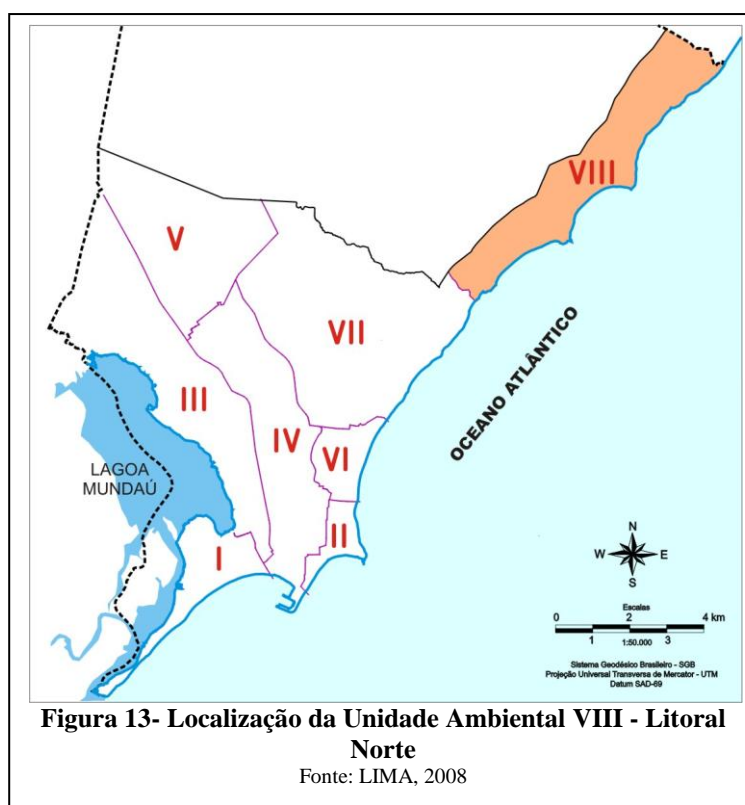 VIII
V
VII
III
IV
VI
II
I
LAGOA
MUNDAÚ
OCEANO ATLÂNTICO
N
W E
S
Escalas
0 2 4 km
1 3
1:50.000
Sistema Geodésico Brasileiro - SGB
Projeção Universal Transversa de Mercator - UTM
Datum SAD-69
Figura 13- Localização da Unidade Ambiental VIII - Litoral
Norte
Fonte: LIMA, 2008